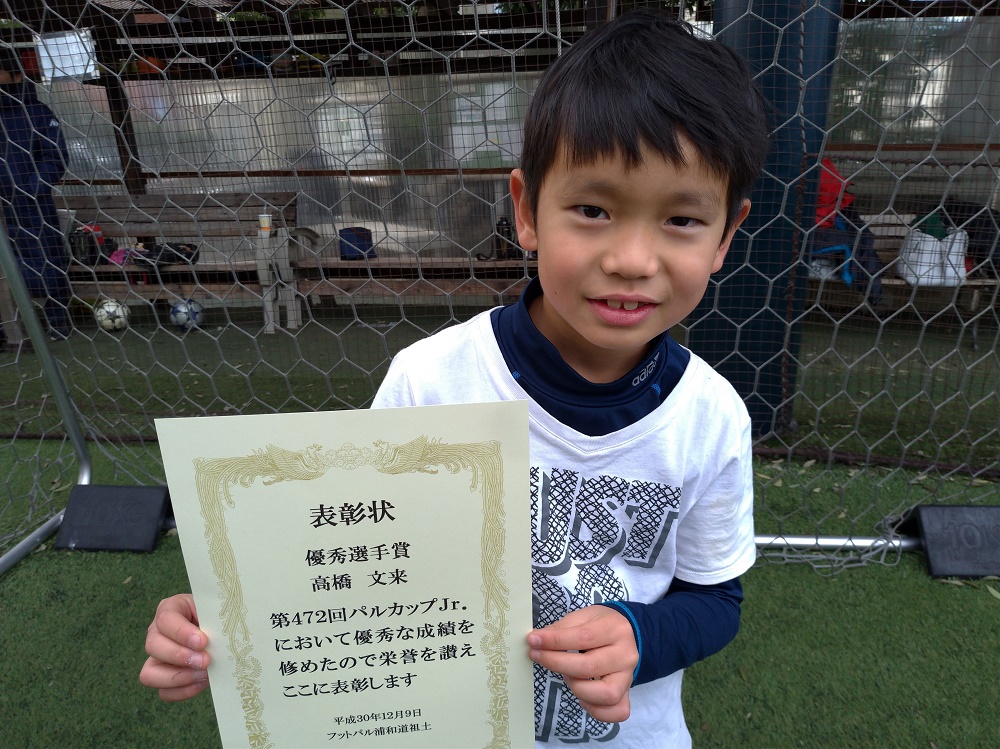 表彰状
優秀選手賞
高橋 文来
第472回パルカップJr.
において優秀な成績を
修めたので栄誉を讃え
ここに表彰します
平成30年12月9日
フットパル浦和道祖土
adidas
UST